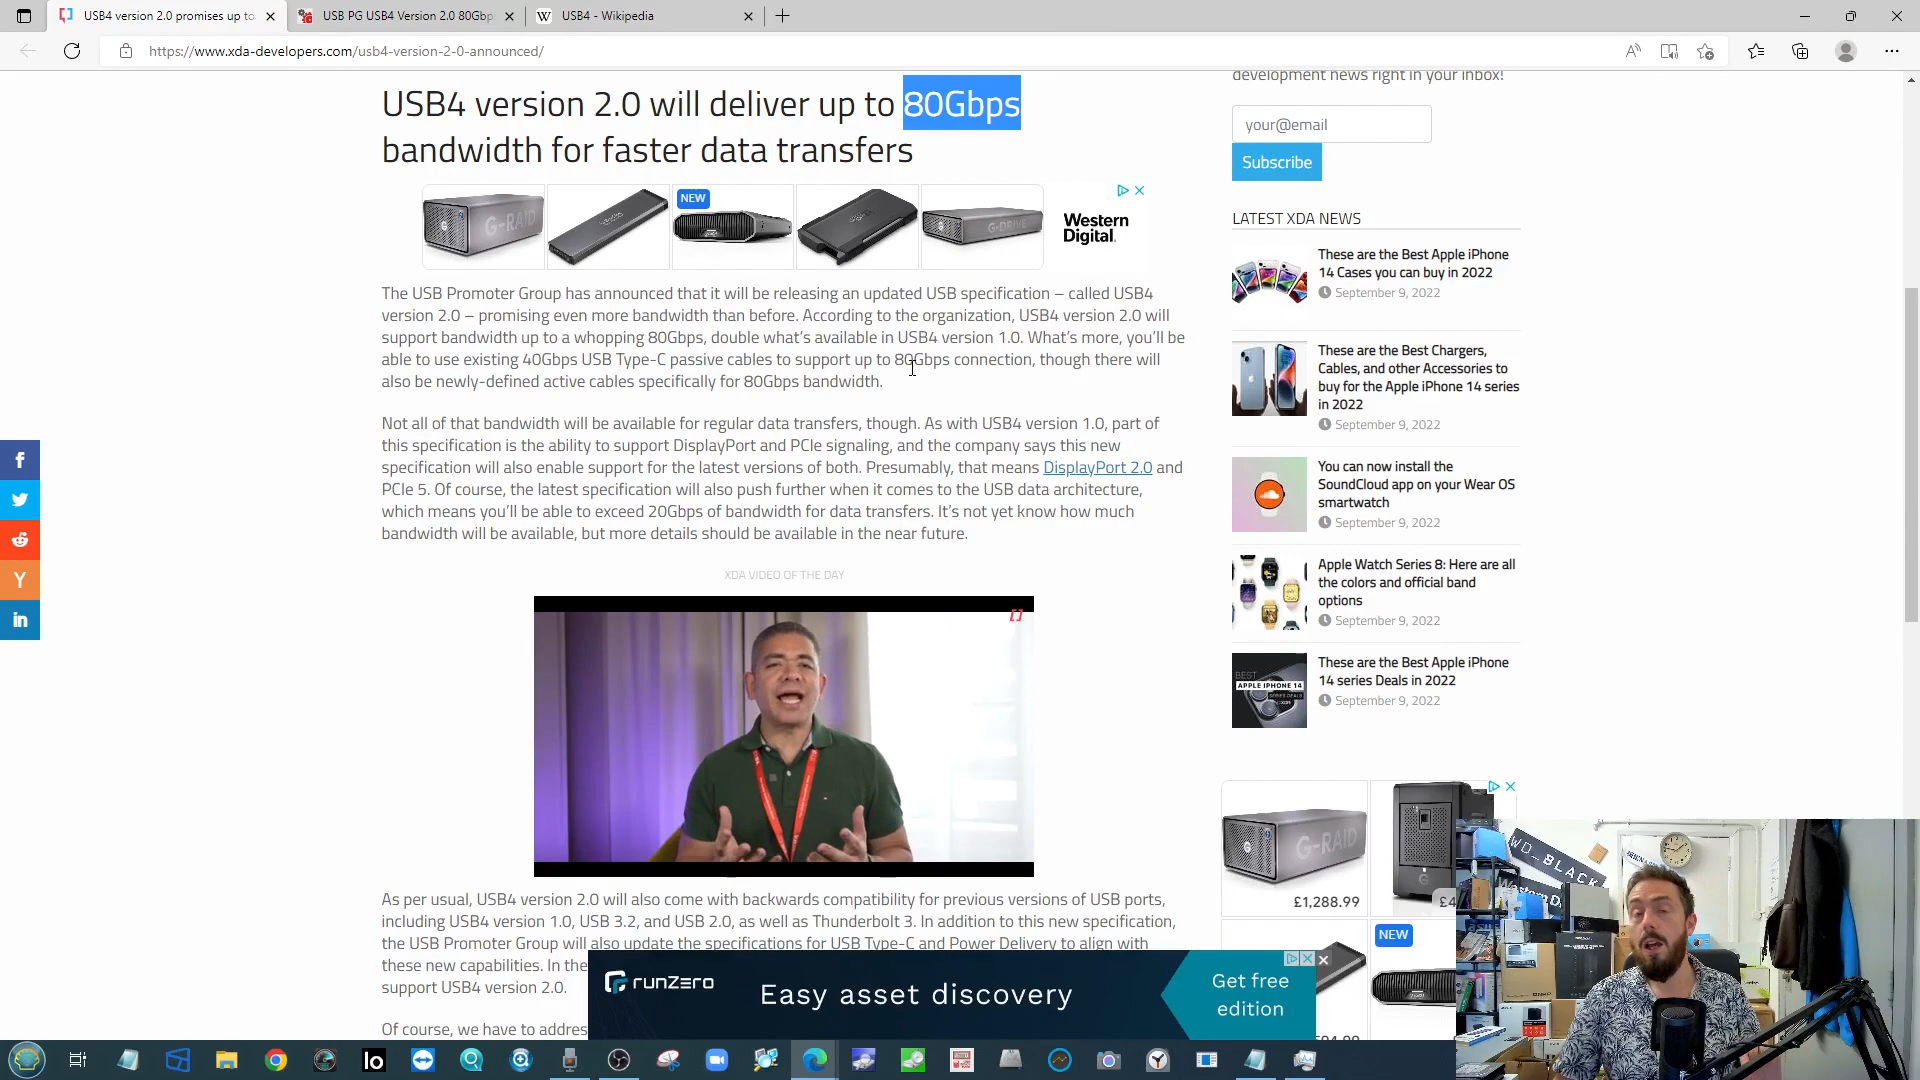 USB4 version 2.0 promises up to
USB PG USB4 Version 2.0 80Gbp
USB4 - Wikipedia
https://www.xda-developers.com/usb4-version-2-0-announced/
USB4 version 2.0 will deliver up to 80Gbps
bandwidth for faster data transfers
NEW
G-RAID
G-DRIVE
Western
Digital.
The USB Promoter Group has announced that it will be releasing an updated USB specification – called USB4
version 2.0 – promising even more bandwidth than before. According to the organization, USB4 version 2.0 will
support bandwidth up to a whopping 80Gbps, double what's available in USB4 version 1.0. What's more, you'll be
able to use existing 40Gbps USB Type-C passive cables to support up to 80Gbps connection, though there will
also be newly-defined active cables specifically for 80Gbps bandwidth.
Not all of that bandwidth will be available for regular data transfers, though. As with USB4 version 1.0, part of
this specification is the ability to support DisplayPort and PCIe signaling, and the company says this new
specification will also enable support for the latest versions of both. Presumably, that means DisplayPort 2.0 and
PCIe 5. Of course, the latest specification will also push further when it comes to the USB data architecture,
which means you'll be able to exceed 20Gbps of bandwidth for data transfers. It's not yet know how much
bandwidth will be available, but more details should be available in the near future.
XDA VIDEO OF THE DAY
As per usual, USB4 version 2.0 will also come with backwards compatibility for previous versions of USB ports,
including USB4 version 1.0, USB 3.2, and USB 2.0, as well as Thunderbolt 3. In addition to this new specification,
the USB Promoter Group will also update the specifications for USB Type-C and Power Delivery to align with
these new capabilities. In the
support USB4 version 2.0.
Of course, we have to addres
runZero
Easy asset discovery
Get free
edition
development news right in your inbox!
your@email
Subscribe
LATEST XDA NEWS
These are the Best Apple iPhone
14 Cases you can buy in 2022
September 9, 2022
These are the Best Chargers,
Cables, and other Accessories to
buy for the Apple iPhone 14 series
in 2022
September 9, 2022
You can now install the
SoundCloud app on your Wear OS
smartwatch
September 9, 2022
Apple Watch Series 8: Here are all
the colors and official band
options
September 9, 2022
BEST
APPLE IPHONE 14
SERIES DEALS
These are the Best Apple iPhone
14 series Deals in 2022
September 9, 2022
G-RAID
£1,288.99
£4
NEW
WD_BLACK